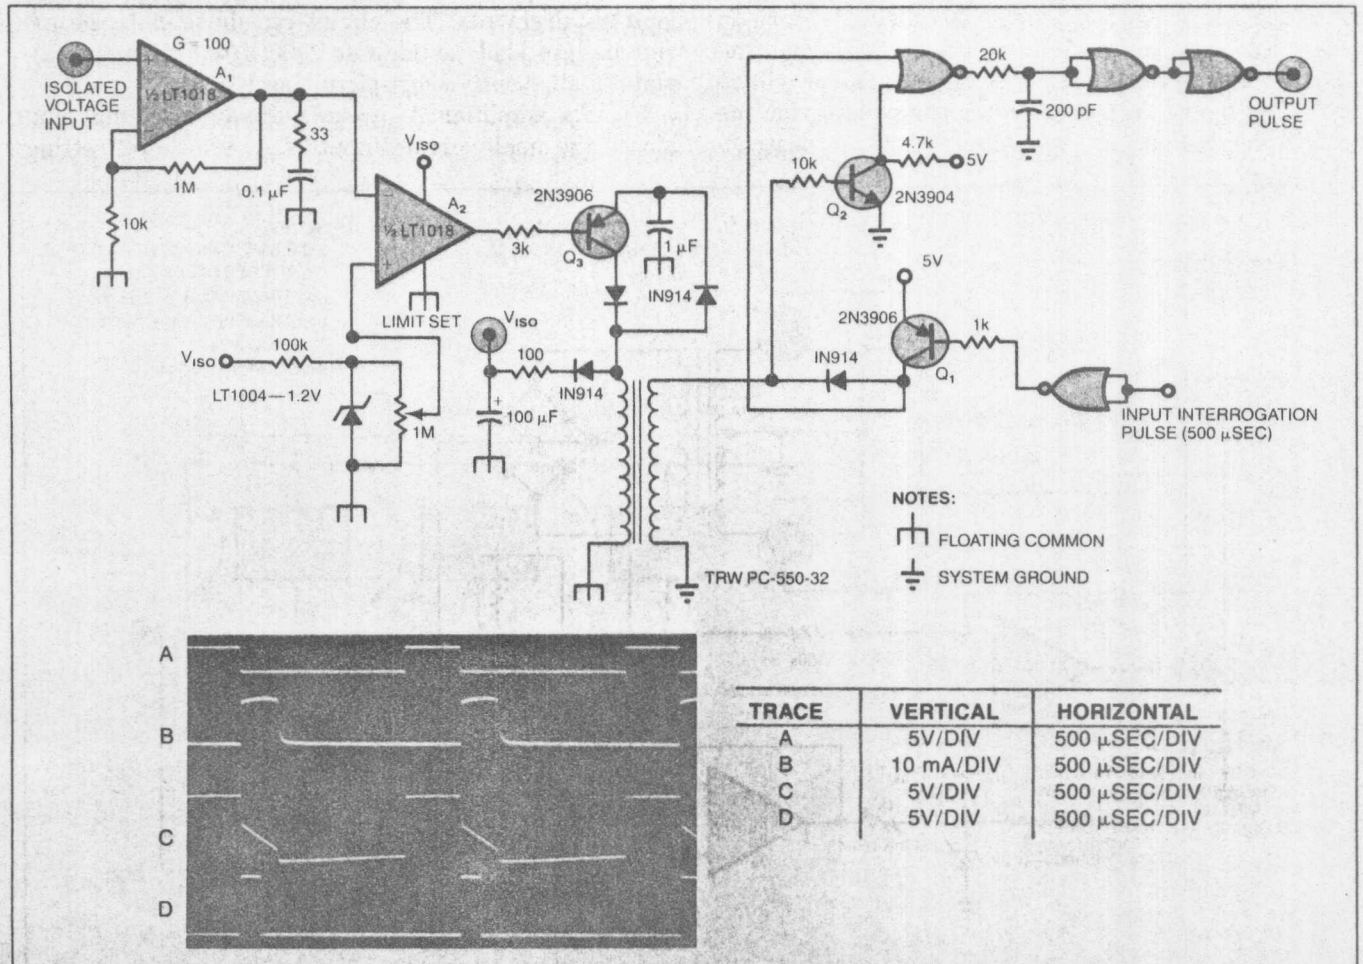 G = 100
A1
½ LT1018
+
−
ISOLATED
VOLTAGE
INPUT
33
1M
0.1 µF
10k
VISO
A2
½ LT1018
−
+
LIMIT SET
3k
2N3906
Q3
1 µF
IN914
VISO
100k
LT1004—1.2V
1M
VISO
100
IN914
+
100 µF
TRW PC-550-32
20k
200 pF
OUTPUT
PULSE
10k
4.7k
5V
Q2
2N3904
5V
2N3906
1k
Q1
IN914
INPUT INTERROGATION
PULSE (500 µSEC)
NOTES:
FLOATING COMMON
SYSTEM GROUND
A
B
C
D
TRACE VERTICAL HORIZONTAL
A 5V/DIV 500 µSEC/DIV
B 10 mA/DIV 500 µSEC/DIV
C 5V/DIV 500 µSEC/DIV
D 5V/DIV 500 µSEC/DIV